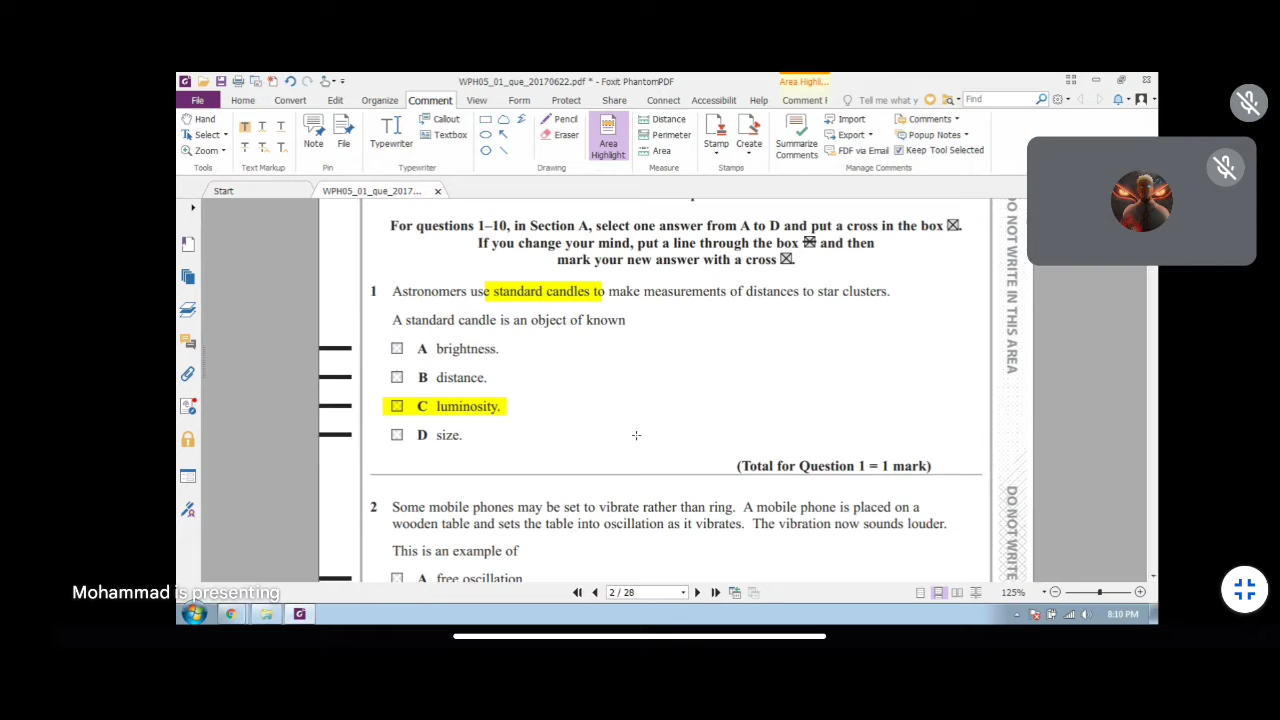 WPH05_01_que_20170622.pdf * - Foxit PhantomPDF
Area Highli...
File Home Convert Edit Organize Comment View Form Protect Share Connect Accessibilit Help Comment F Tell me what y Find
Hand
Select
Zoom
Tools
Text Markup
Note
File
Pin
Typewriter
Callout
Textbox
Typewriter
Pencil
Eraser
Drawing
Area
Highlight
Distance
Perimeter
Area
Measure
Stamp
Create
Stamps
Summarize
Comments
Import
Export
FDF via Email
Comments
Popup Notes
Keep Tool Selected
Manage Comments
Start
WPH05_01_que_2017...
For questions 1–10, in Section A, select one answer from A to D and put a cross in the box ☒.
If you change your mind, put a line through the box and then
mark your new answer with a cross ☒.
1 Astronomers use standard candles to make measurements of distances to star clusters.
A standard candle is an object of known
A brightness.
B distance.
C luminosity.
D size.
(Total for Question 1 = 1 mark)
2 Some mobile phones may be set to vibrate rather than ring. A mobile phone is placed on a
wooden table and sets the table into oscillation as it vibrates. The vibration now sounds louder.
This is an example of
A free oscillation
DO NOT WRITE IN THIS AREA
DO NOT WRITE
Mohammad is presenting
2 / 28
125%
8:10 PM